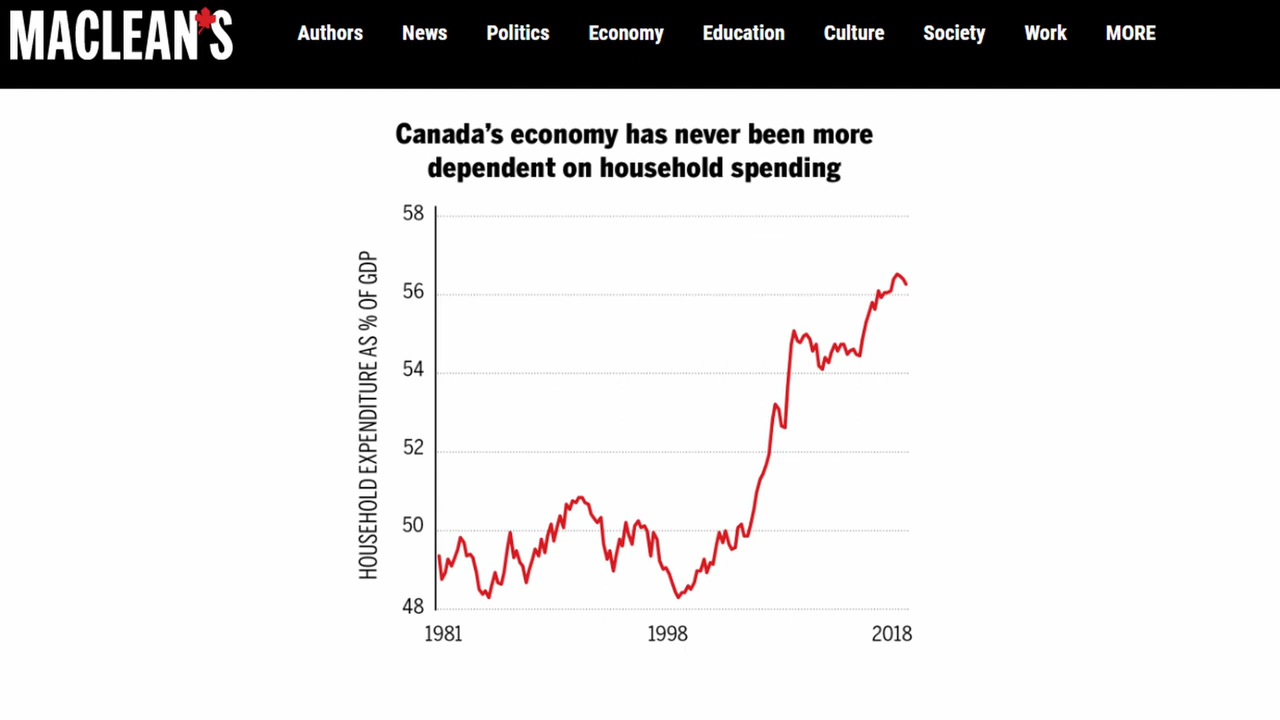 MACLEAN'S
Authors News Politics Economy Education Culture Society Work MORE
Canada’s economy has never been more
dependent on household spending
HOUSEHOLD EXPENDITURE AS % OF GDP
58
56
54
52
50
48
1981 1998 2018